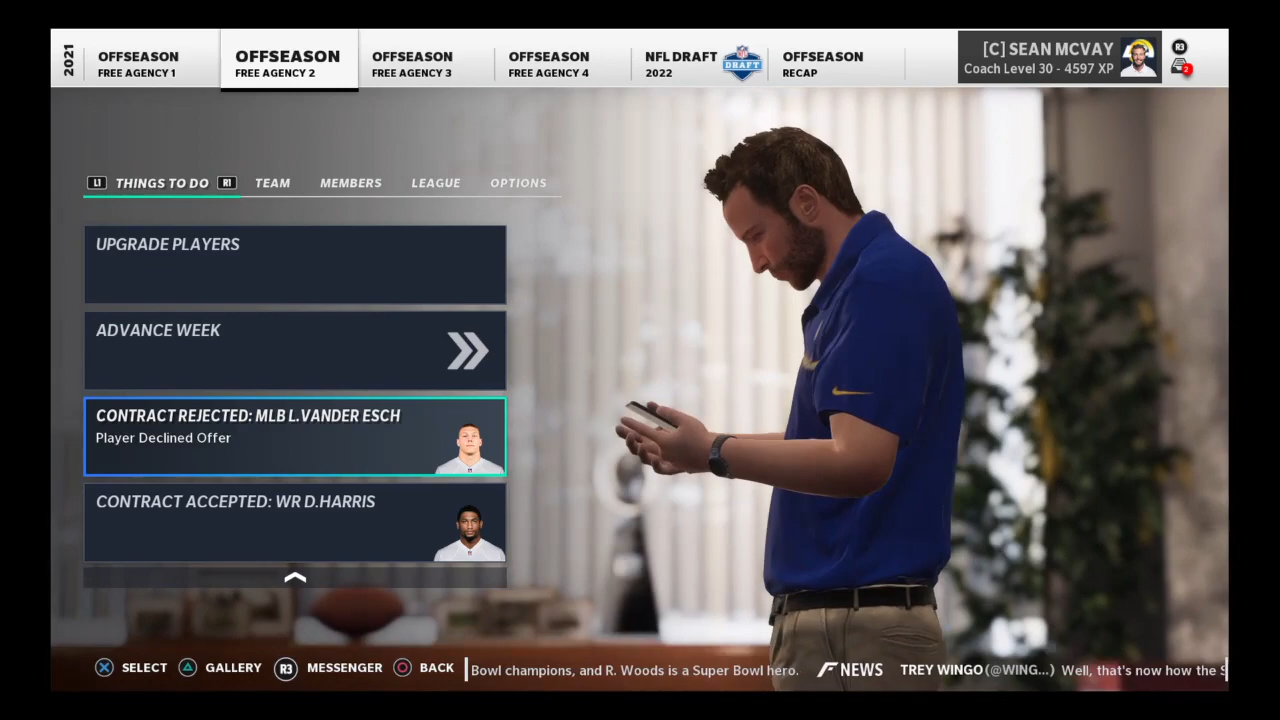 2021
OFFSEASON
FREE AGENCY 1
OFFSEASON
FREE AGENCY 2
OFFSEASON
FREE AGENCY 3
OFFSEASON
FREE AGENCY 4
NFL DRAFT
2022
DRAFT
OFFSEASON
RECAP
[C] SEAN MCVAY
Coach Level 30 - 4597 XP
R3
2
L1 THINGS TO DO R1 TEAM MEMBERS LEAGUE OPTIONS
UPGRADE PLAYERS
ADVANCE WEEK
CONTRACT REJECTED: MLB L.VANDER ESCH
Player Declined Offer
CONTRACT ACCEPTED: WR D.HARRIS
SELECT GALLERY R3 MESSENGER BACK
Bowl champions, and R. Woods is a Super Bowl hero. NEWS TREY WINGO (@WING...) Well, that's now how the S